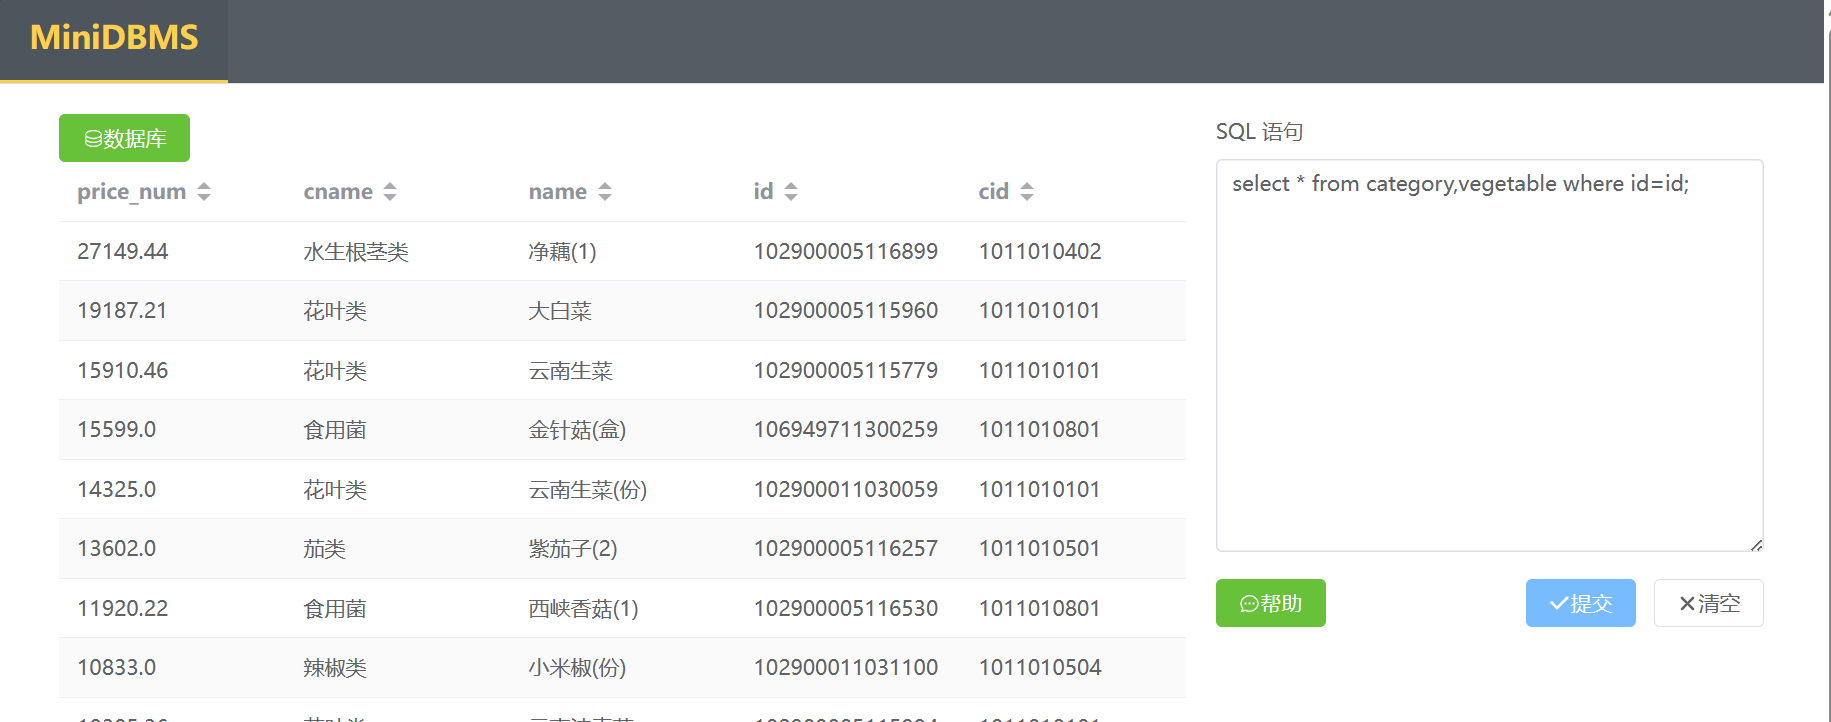 MiniDBMS
数据库
SQL 语句
price_num cname name id cid
select * from category,vegetable where id=id;
27149.44 水生根茎类 净藕(1) 102900005116899 1011010402
19187.21 花叶类 大白菜 102900005115960 1011010101
15910.46 花叶类 云南生菜 102900005115779 1011010101
15599.0 食用菌 金针菇(盒) 106949711300259 1011010801
14325.0 花叶类 云南生菜(份) 102900011030059 1011010101
13602.0 茄类 紫茄子(2) 102900005116257 1011010501
11920.22 食用菌 西峡香菇(1) 102900005116530 1011010801
10833.0 辣椒类 小米椒(份) 102900011031100 1011010504
帮助 提交 清空